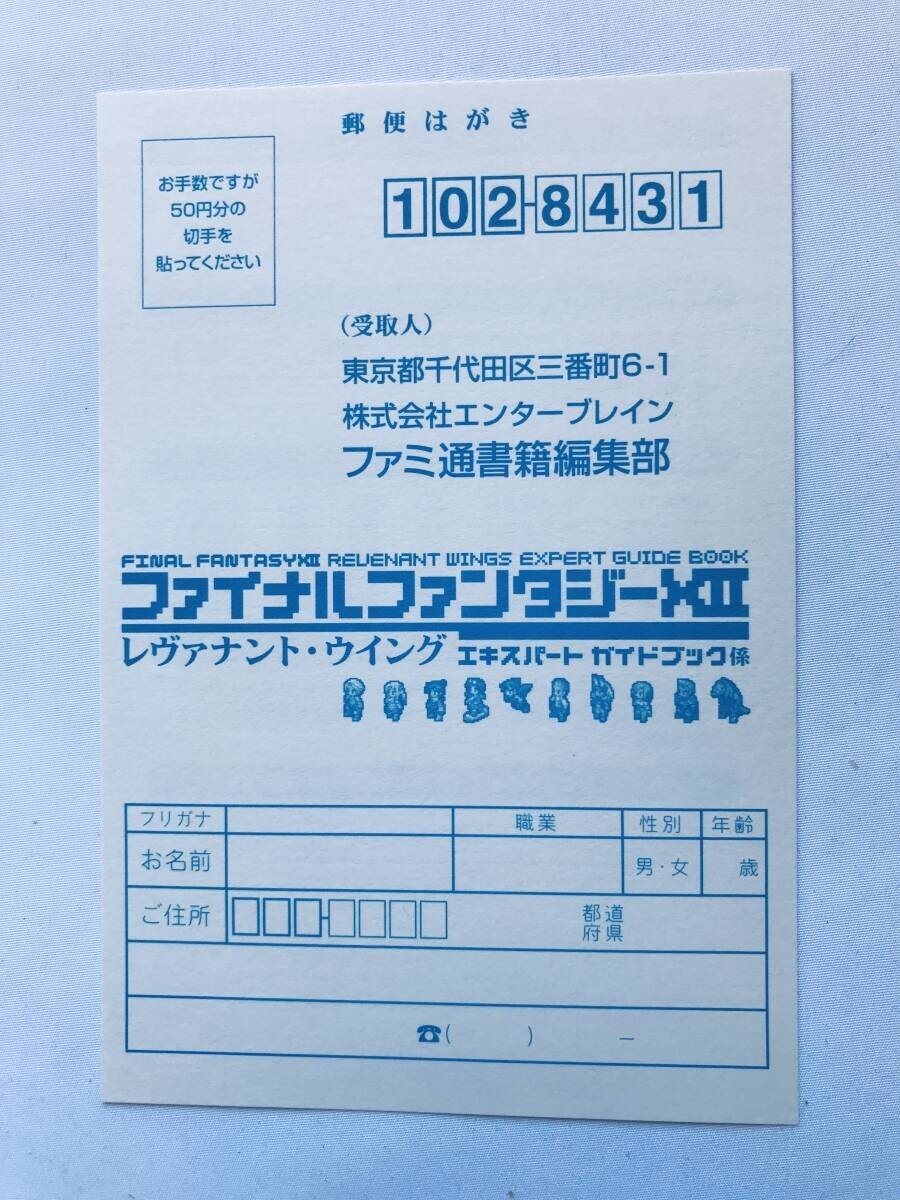 郵便はがき
お手数ですが
50円分の
切手を
貼ってください
102-8431
(受取人)
東京都千代田区三番町6-1
株式会社エンターブレイン
ファミ通書籍編集部
FINAL FANTASY XII REVENANT WINGS EXPERT GUIDE BOOK
ファイナルファンタジーXII
レヴァナント・ウイング エキスパート ガイドブック係
フリガナ 職業 性別 年齢
お名前 男・女 歳
ご住所 都道
府県
☎( ) －